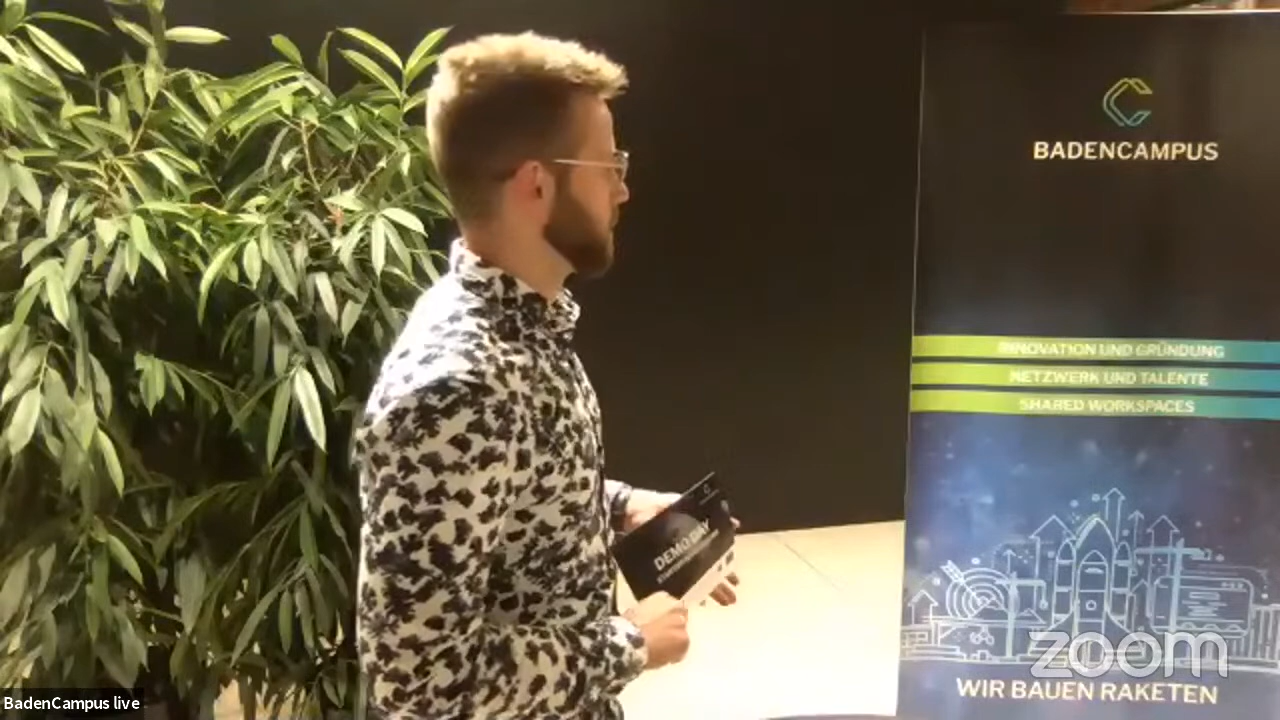 BADENCAMPUS
INNOVATION UND GRÜNDUNG
NETZWERK UND TALENTE
SHARED WORKSPACES
DEMO DAY
zoom
WIR BAUEN RAKETEN
BadenCampus live